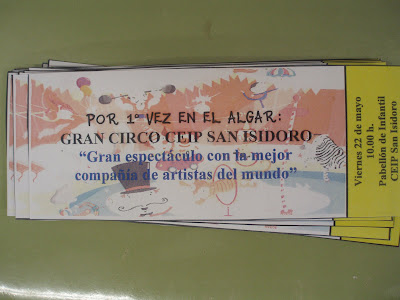 POR 1º VEZ EN EL ALGAR:
GRAN CIRCO CEIP SAN ISIDORO
“Gran espectáculo con la mejor
compañía de artistas del mundo”
Viernes 22 de mayo
10.00 h.
Pabellón de Infantil
CEIP San Isidoro